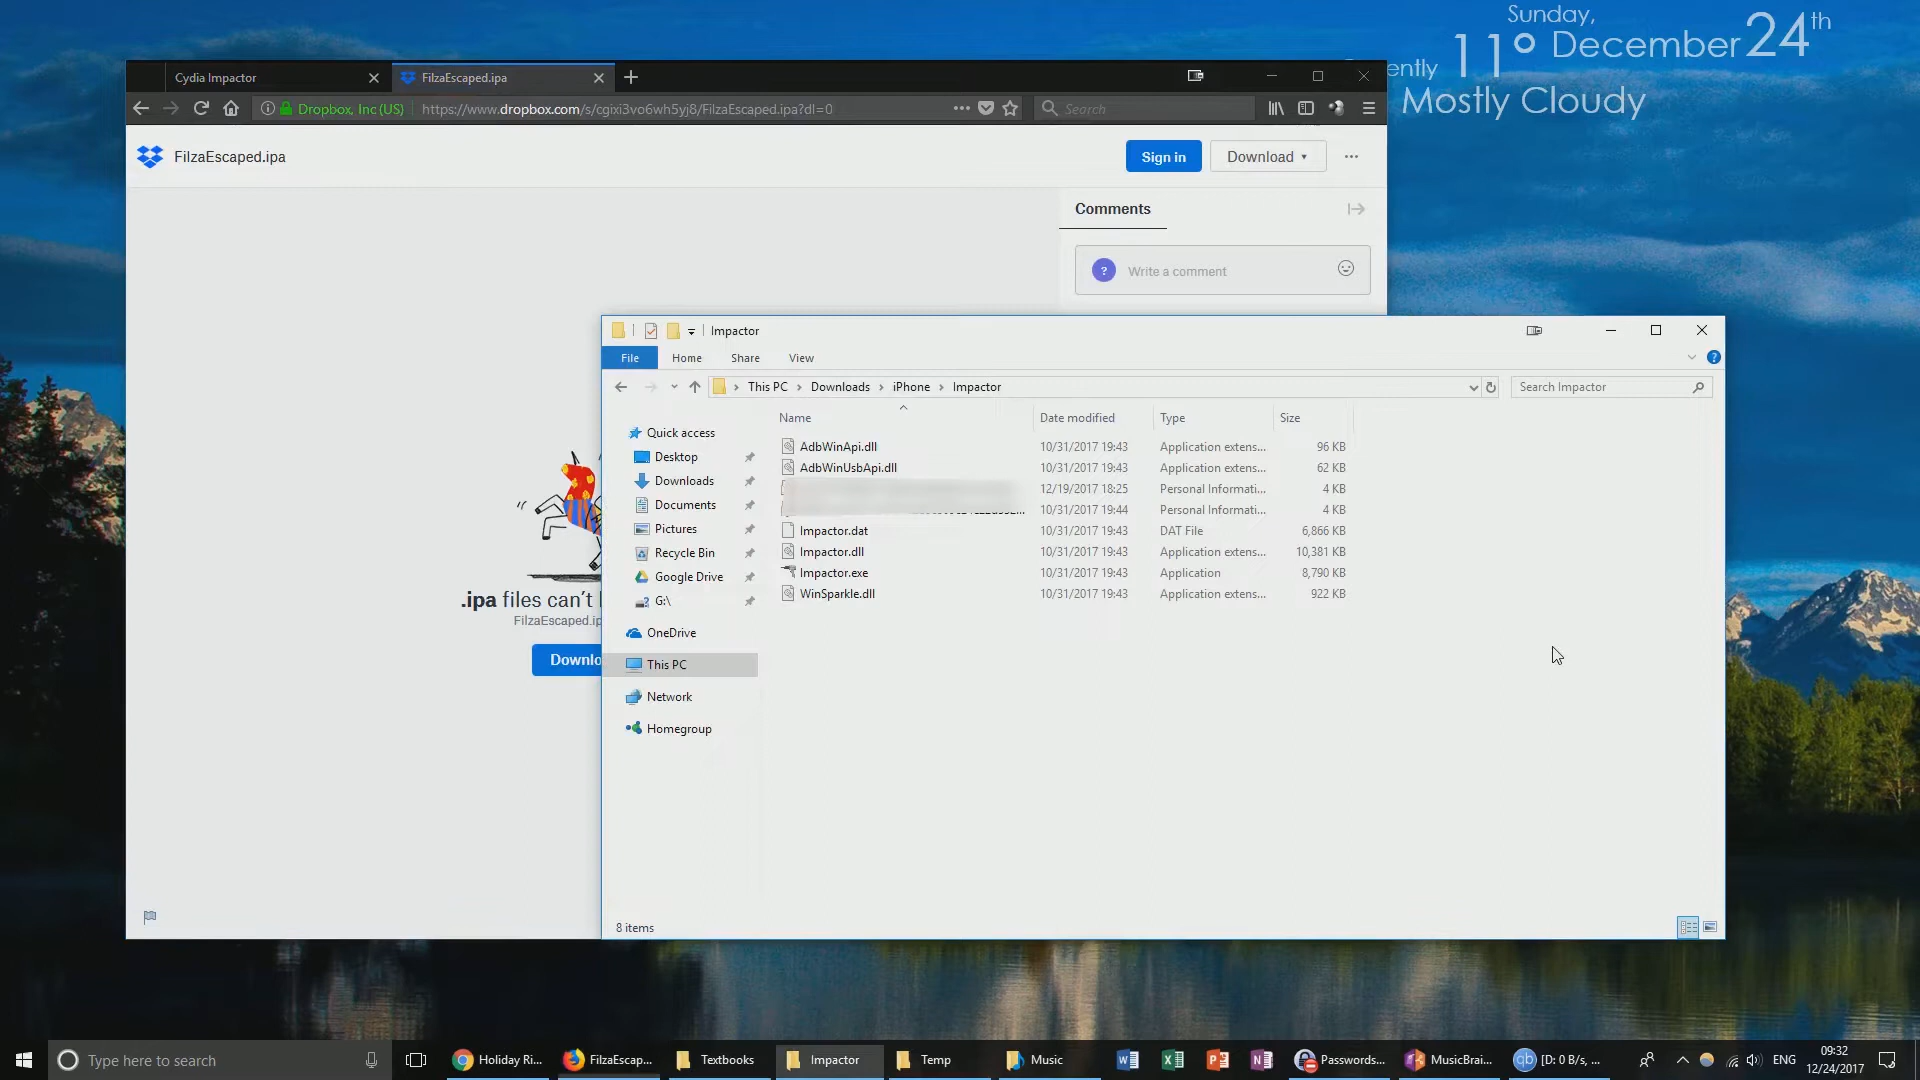 Sunday,
ently 11° December 24th
Mostly Cloudy
Cydia Impactor
FilzaEscaped.ipa
Dropbox, Inc (US)
https://www.dropbox.com/s/cgixi3vo6wh5yj8/FilzaEscaped.ipa?dl=0
Search
FilzaEscaped.ipa
Sign in
Download
Comments
Write a comment
.ipa files can't
FilzaEscaped.ip
Downlo
Impactor
File Home Share View
This PC > Downloads > iPhone > Impactor
Search Impactor
Name Date modified Type Size
Quick access
Desktop
Downloads
Documents
Pictures
Recycle Bin
Google Drive
G:\
OneDrive
This PC
Network
Homegroup
AdbWinApi.dll 10/31/2017 19:43 Application extens... 96 KB
AdbWinUsbApi.dll 10/31/2017 19:43 Application extens... 62 KB
12/19/2017 18:25 Personal Informati... 4 KB
10/31/2017 19:44 Personal Informati... 4 KB
Impactor.dat 10/31/2017 19:43 DAT File 6,866 KB
Impactor.dll 10/31/2017 19:43 Application extens... 10,381 KB
Impactor.exe 10/31/2017 19:43 Application 8,790 KB
WinSparkle.dll 10/31/2017 19:43 Application extens... 922 KB
8 items
Type here to search
Holiday Ri...
FilzaEscap...
Textbooks
Impactor
Temp
Music
Passwords...
MusicBrai...
[D: 0 B/s, ...
ENG
09:32
12/24/2017